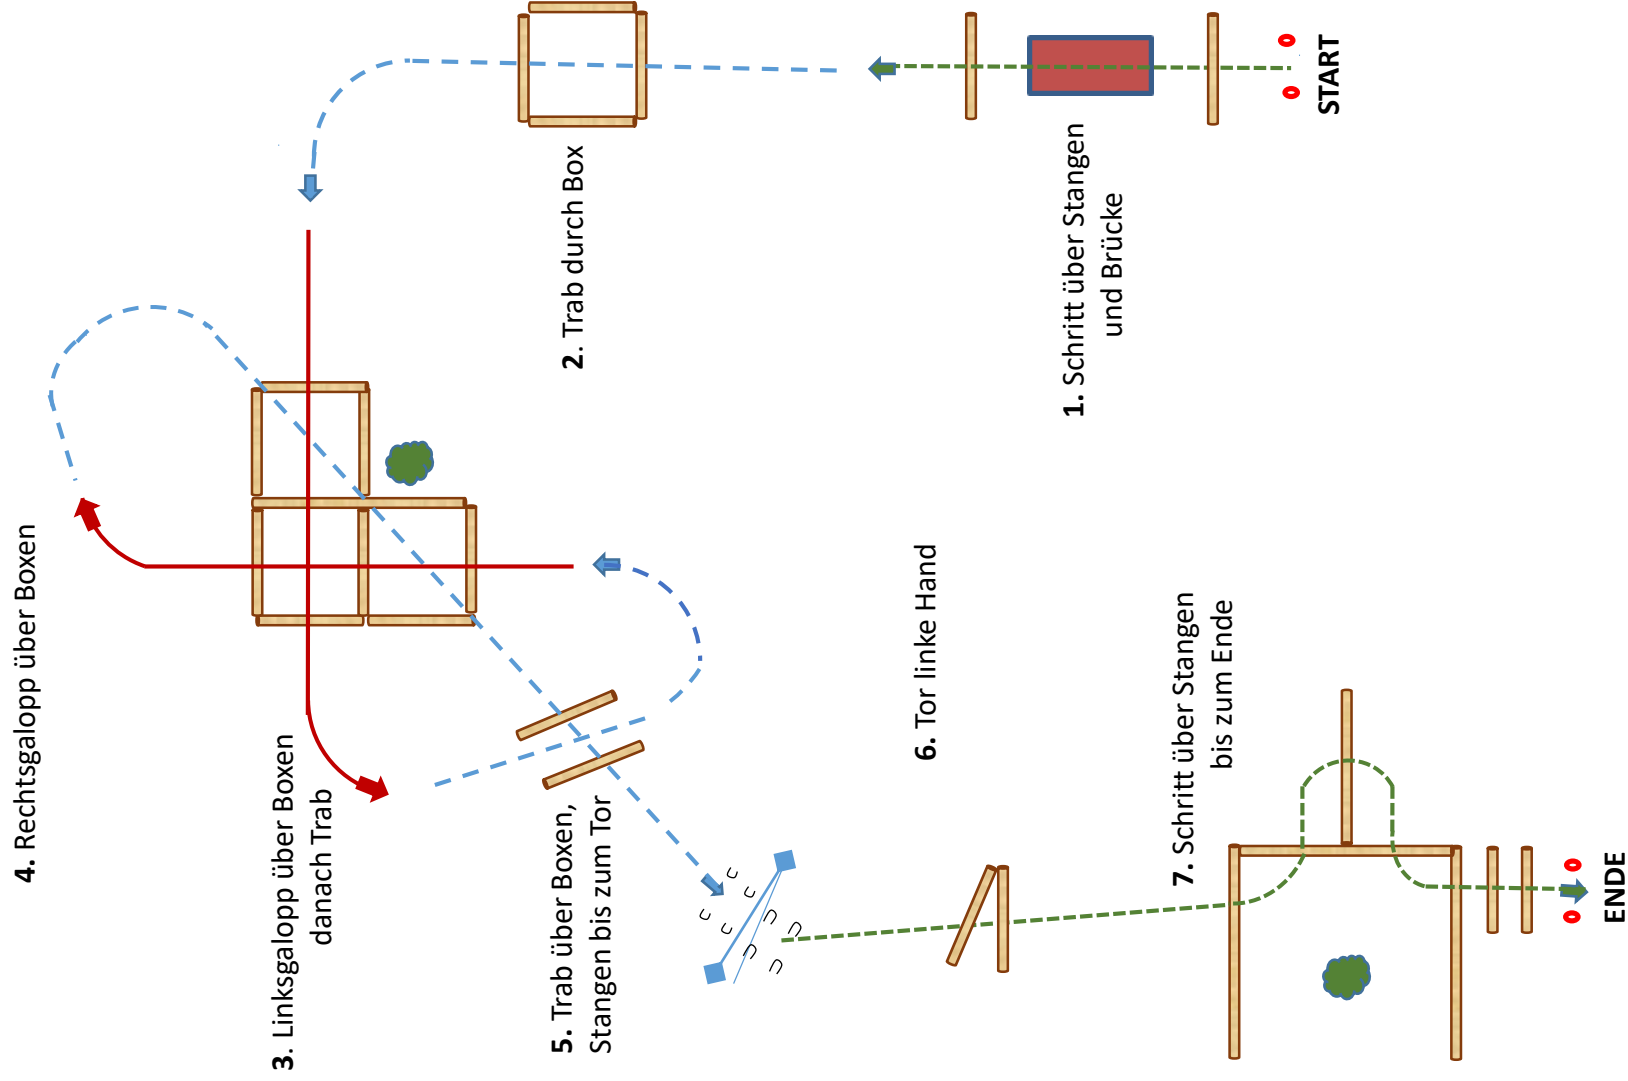 START
1. Schritt über Stangen
und Brücke
2. Trab durch Box
3. Linksgalopp über Boxen
danach Trab
4. Rechtsgalopp über Boxen
5. Trab über Boxen,
Stangen bis zum Tor
6. Tor linke Hand
7. Schritt über Stangen
bis zum Ende
ENDE